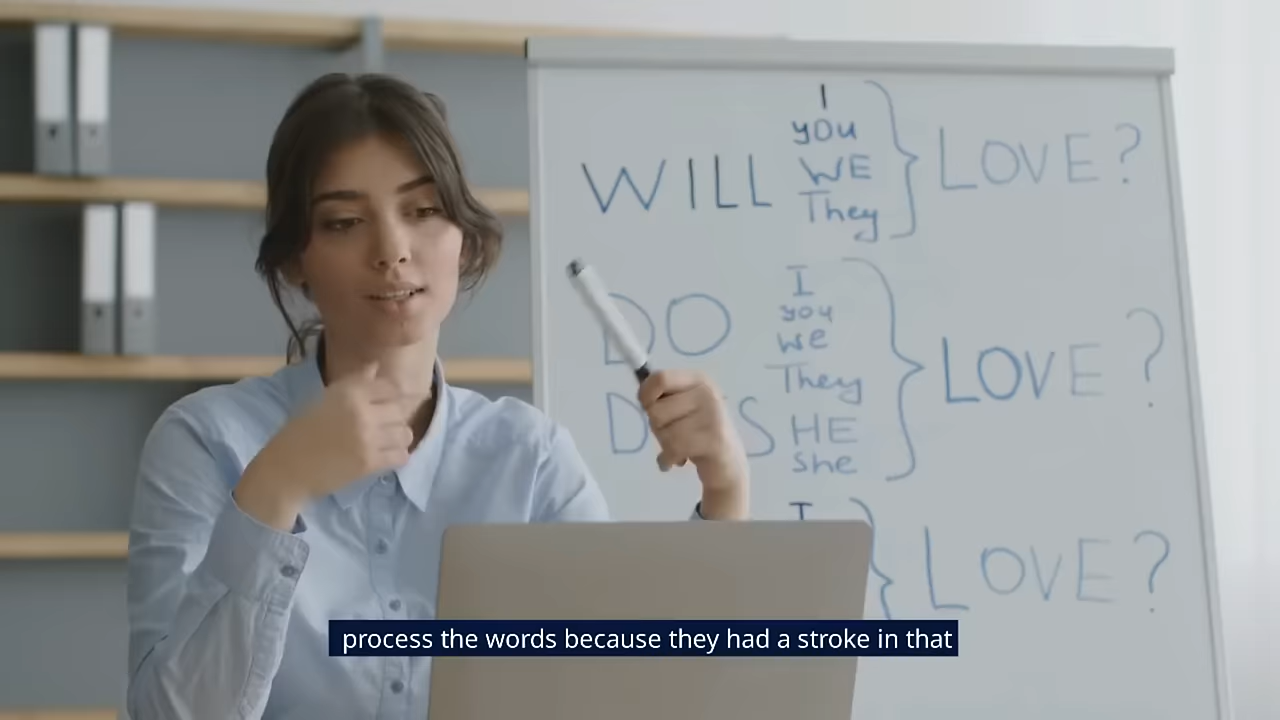 I
you
WILL WE LOVE?
They
I
you
DO we LOVE ?
They
HE
she
I
LOVE?
process the words because they had a stroke in that